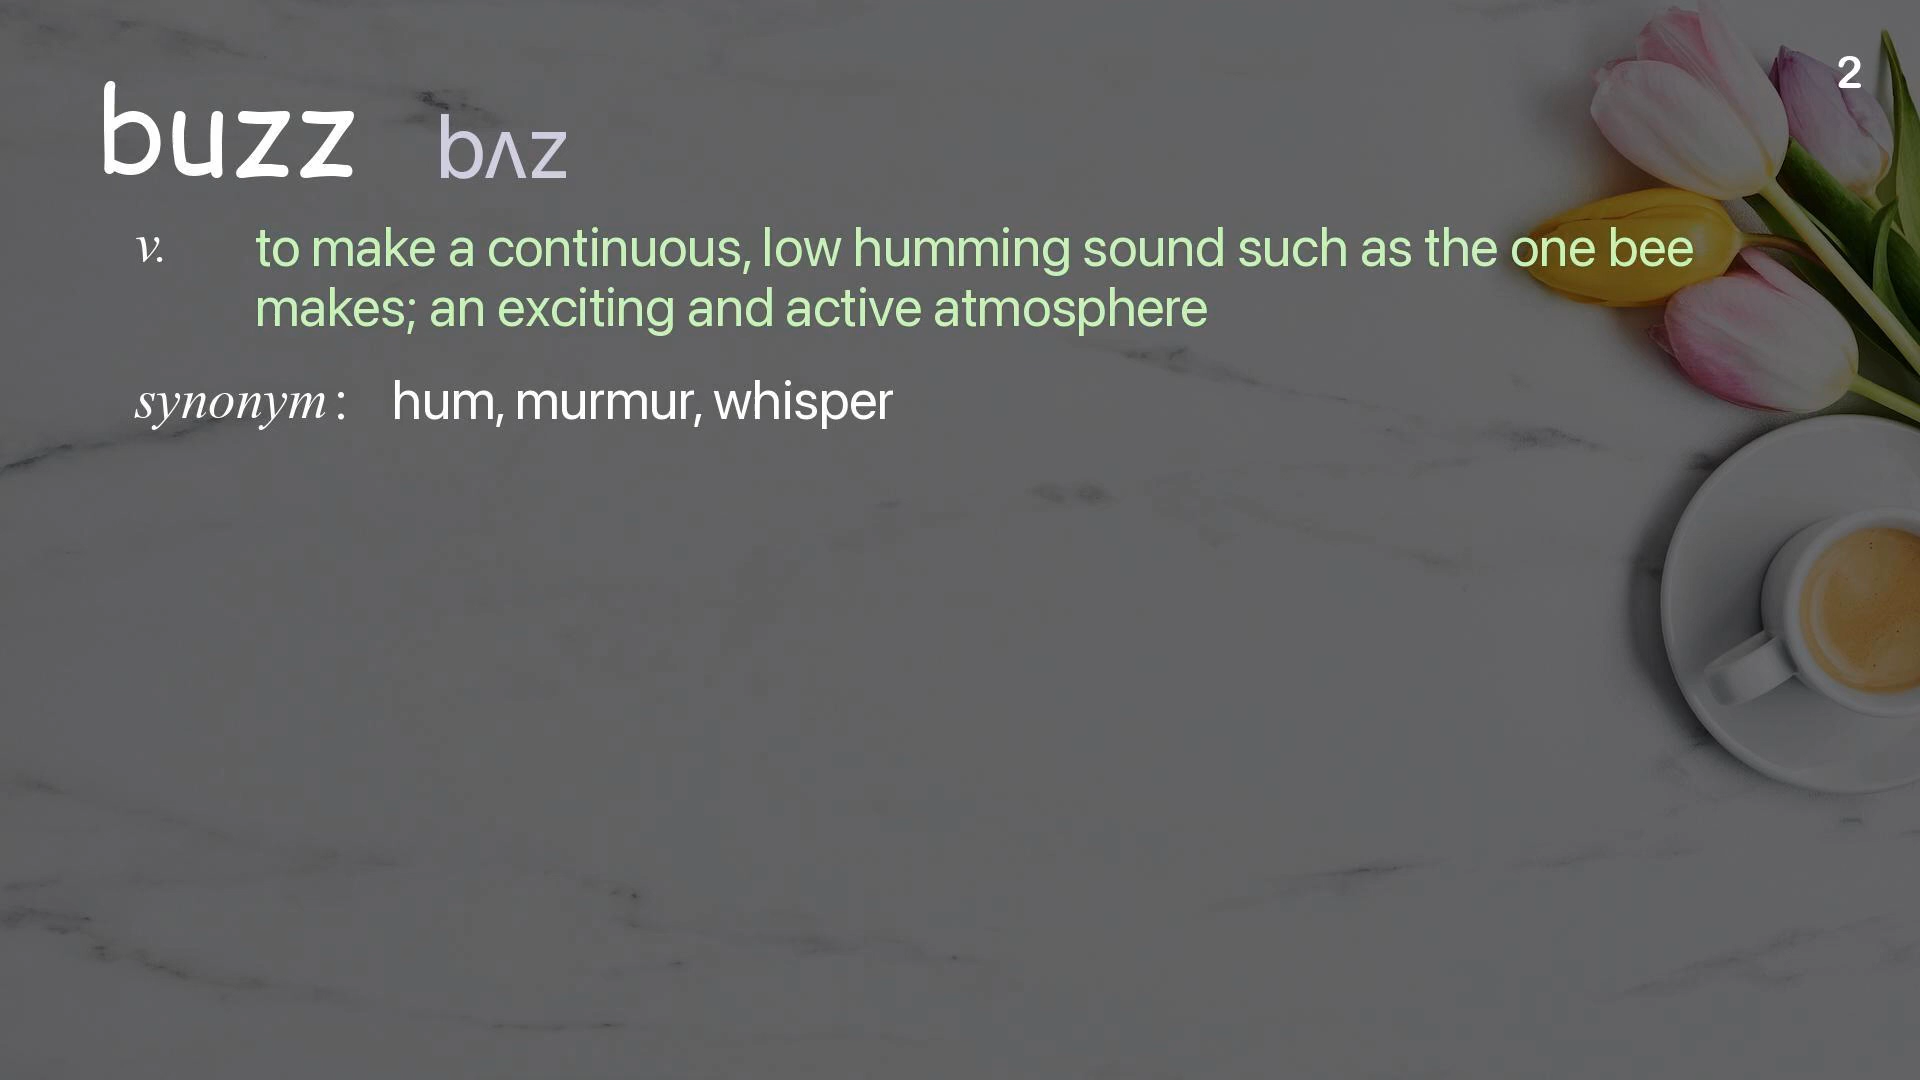 2
buzz bʌz
v. to make a continuous, low humming sound such as the one bee
makes; an exciting and active atmosphere
synonym : hum, murmur, whisper